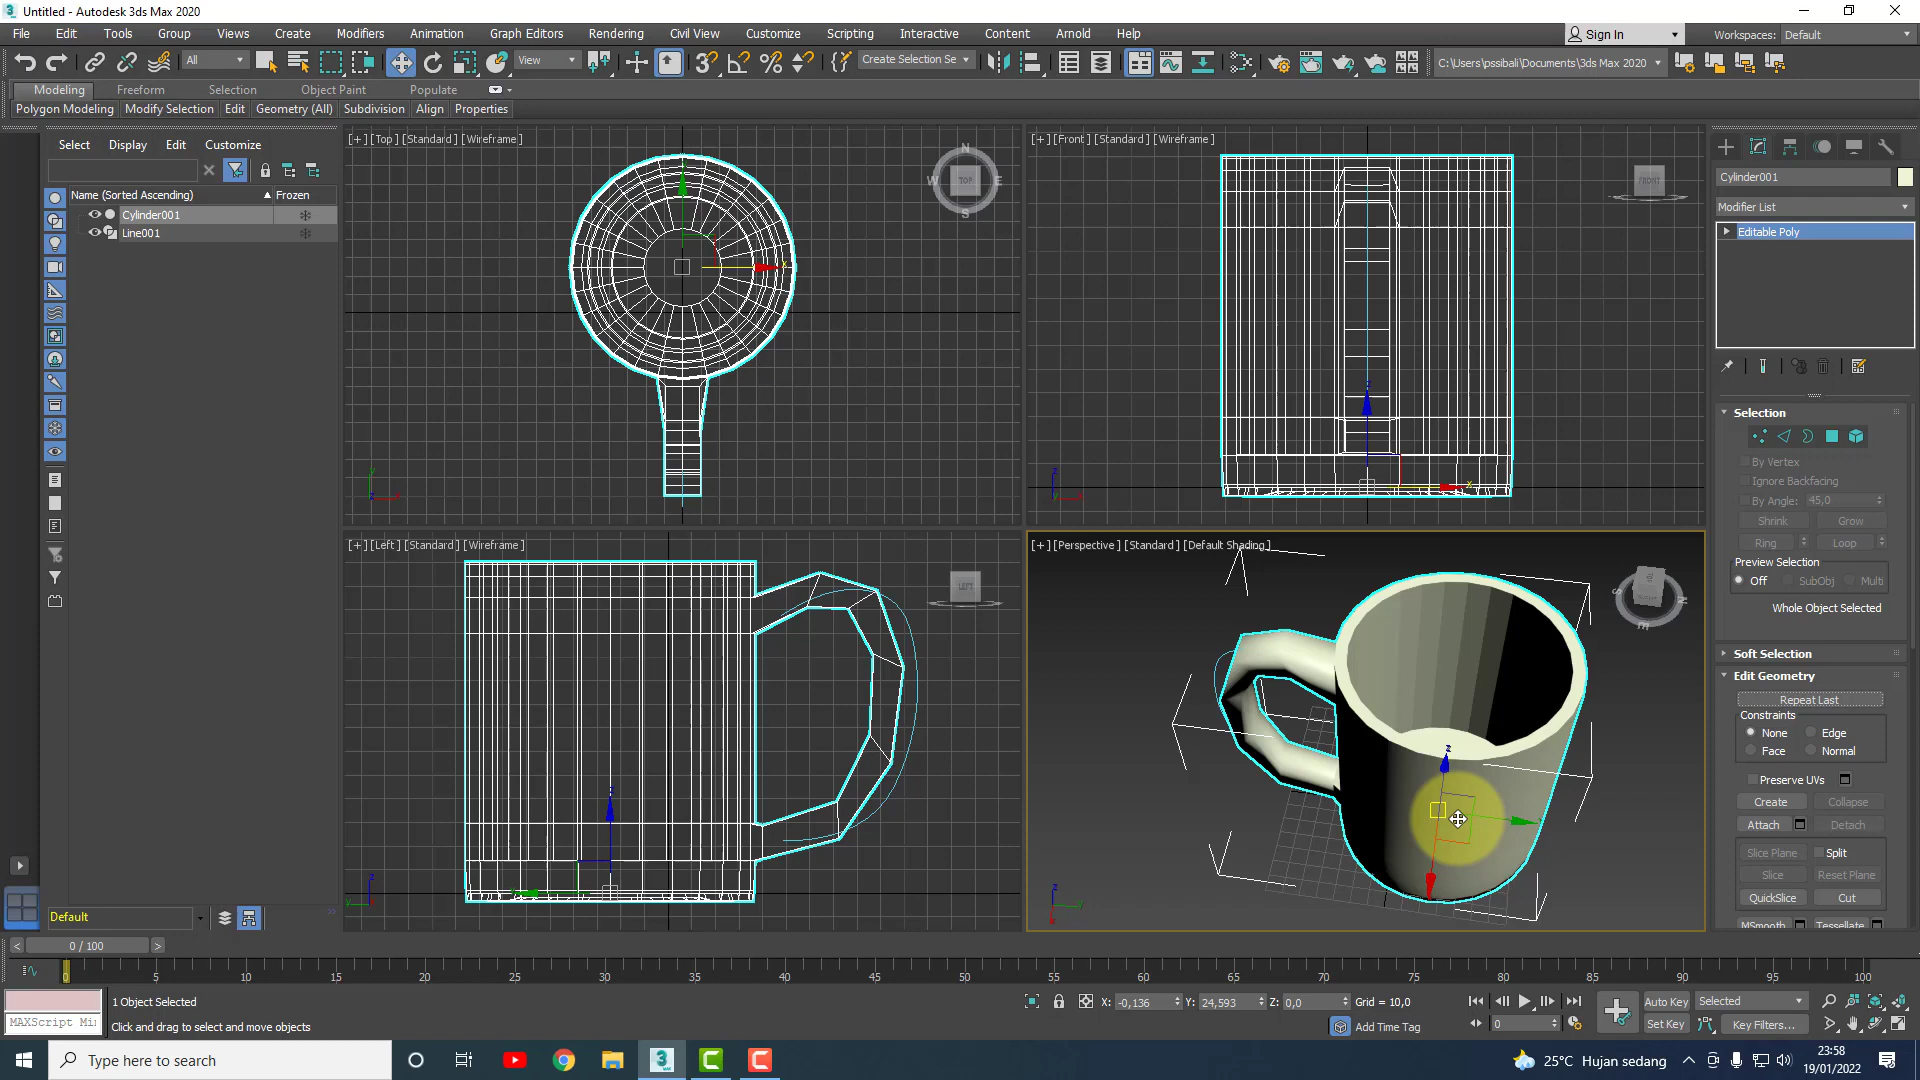 Untitled - Autodesk 3ds Max 2020
File Edit Tools Group Views Create Modifiers Animation Graph Editors Rendering Civil View Customize Scripting Interactive Content Arnold Help
Sign In Workspaces: Default
All View Create Selection Se C:\Users\pssibali\Documents\3ds Max 2020
Modeling Freeform Selection Object Paint Populate
Polygon Modeling Modify Selection Edit Geometry (All) Subdivision Align Properties
Select Display Edit Customize
Name (Sorted Ascending) Frozen
Cylinder001
Line001
[+] [Top] [Standard] [Wireframe]
N W TOP E S
x
y
z
[+] [Front] [Standard] [Wireframe]
FRONT
z
x
[+] [Left] [Standard] [Wireframe]
LEFT
z
y
[+] [Perspective] [Standard] [Default Shading]
S N E
z
Cylinder001
Modifier List
Editable Poly
Selection
By Vertex
Ignore Backfacing
By Angle: 45,0
Shrink Grow
Ring Loop
Preview Selection
Off SubObj Multi
Whole Object Selected
Soft Selection
Edit Geometry
Repeat Last
Constraints
None Edge
Face Normal
Preserve UVs
Create Collapse
Attach Detach
Slice Plane Split
Slice Reset Plane
QuickSlice Cut
MSmooth Tessellate
Default
0 / 100
0 5 10 15 20 25 30 35 40 45 50 55 60 65 70 75 80 85 90 95 100
1 Object Selected
X: -0,136 Y: 24,593 Z: 0,0 Grid = 10,0
Auto Key Selected
MAXScript Mi
Click and drag to select and move objects
Add Time Tag
0
Set Key Key Filters...
Type here to search
25°C Hujan sedang
23:58
19/01/2022